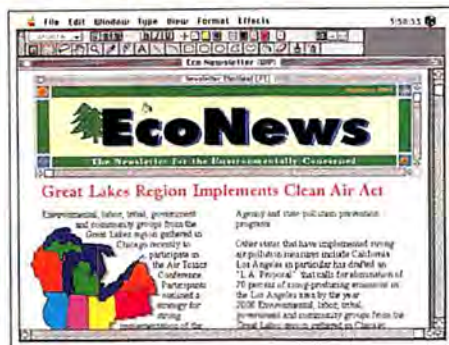 File Edit Window Type View Format Effects
Eco Newsletter (WP)
EcoNews
The Newsletter for the Environmentally Concerned
Great Lakes Region Implements Clean Air Act
Environmental, labor, tribal, government
and community groups from the
Great Lakes region gathered in
Chicago recently to
participate in
the Air Toxics
Conference.
Participants
outlined a
strategy for
strong
implementation of the
Agency and state pollution prevention
programs
Other states that have implemented strong
air pollution measures include California
Los Angeles in particular has drafted an
"L.A. Proposal" that calls for elimination of
70 percent of smog-producing emissions in
the Los Angeles area by the year
2000 Environmental, labor, tribal,
government and community groups from the
Great Lakes region gathered in Chicago